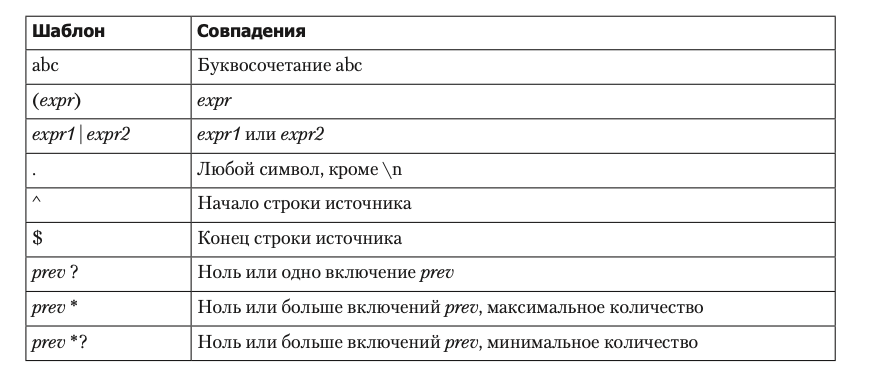 Шаблон Совпадения
abc Буквосочетание abc
(expr) expr
expr1 | expr2 expr1 или expr2
. Любой символ, кроме \n
^ Начало строки источника
$ Конец строки источника
prev ? Ноль или одно включение prev
prev * Ноль или больше включений prev, максимальное количество
prev *? Ноль или больше включений prev, минимальное количество